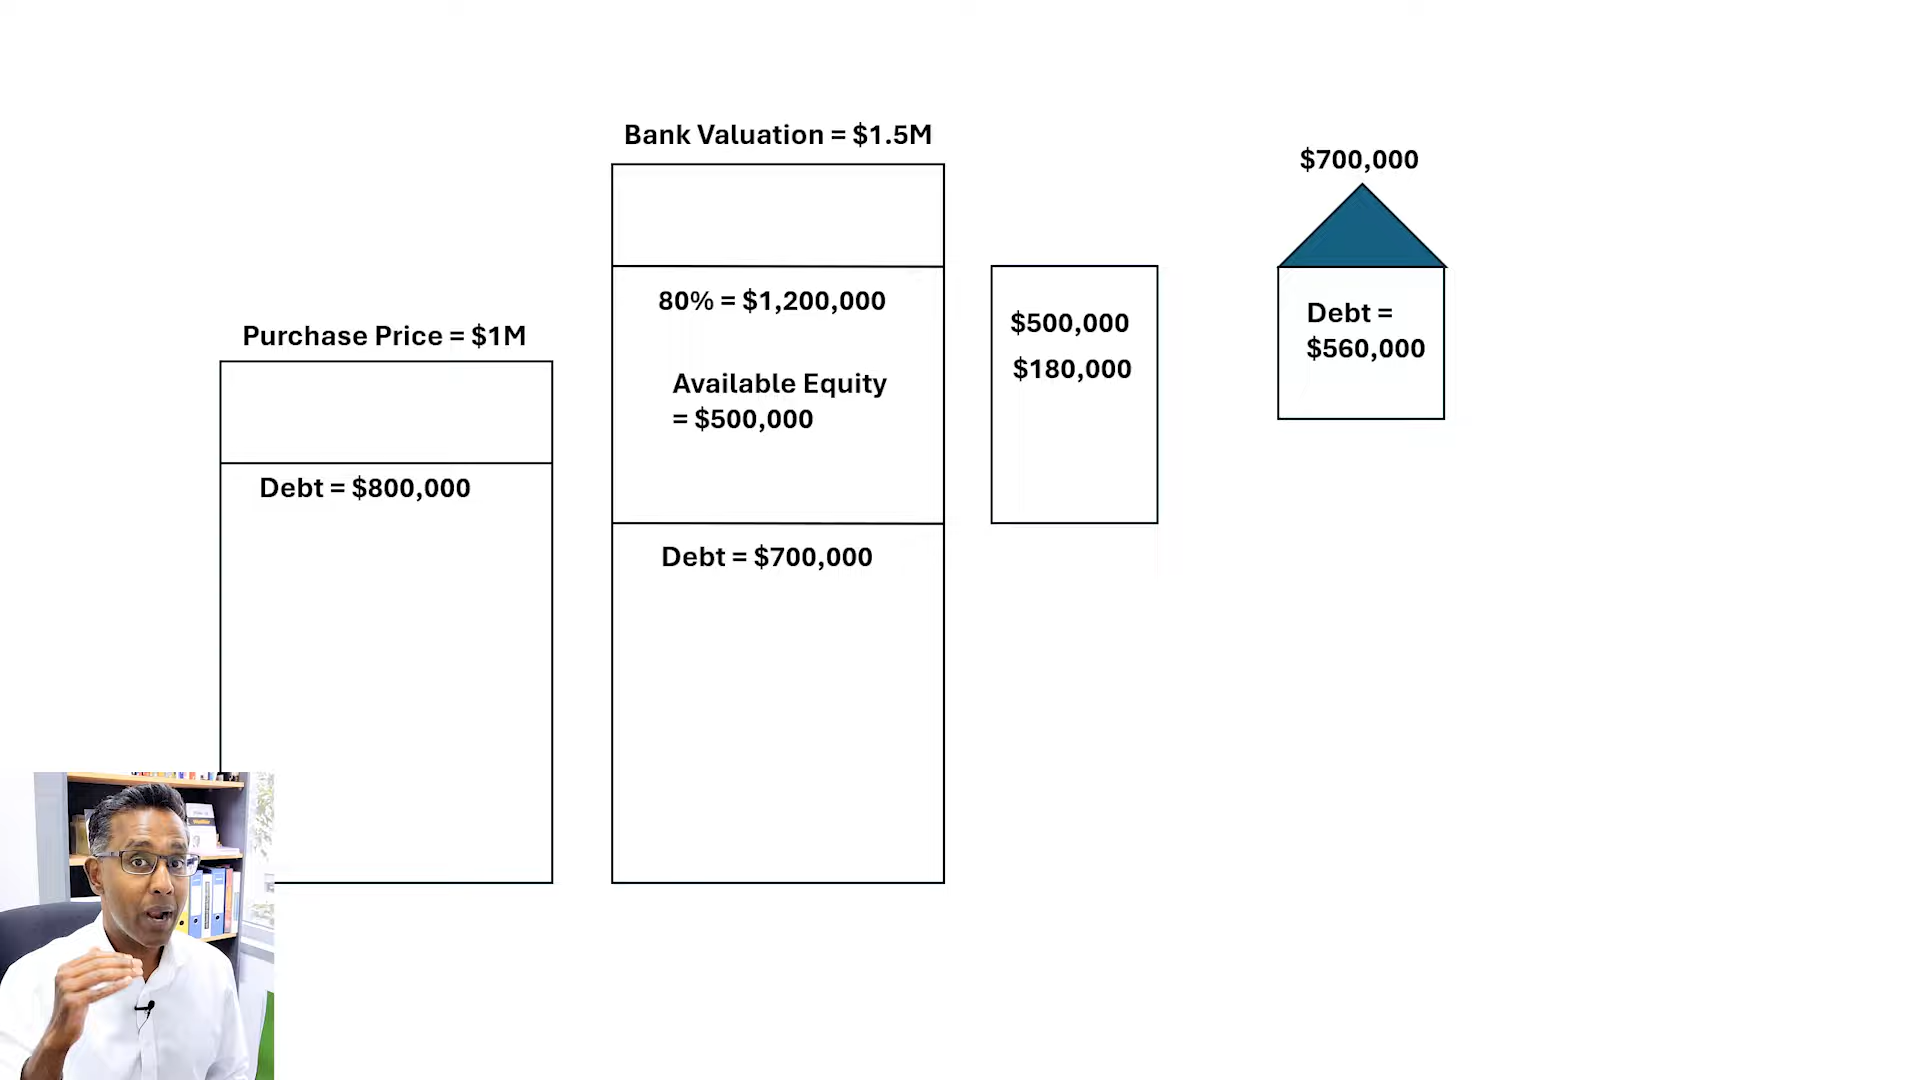 Purchase Price = $1M
Debt = $800,000
Bank Valuation = $1.5M
80% = $1,200,000
Available Equity
= $500,000
Debt = $700,000
$500,000
$180,000
$700,000
Debt =
$560,000